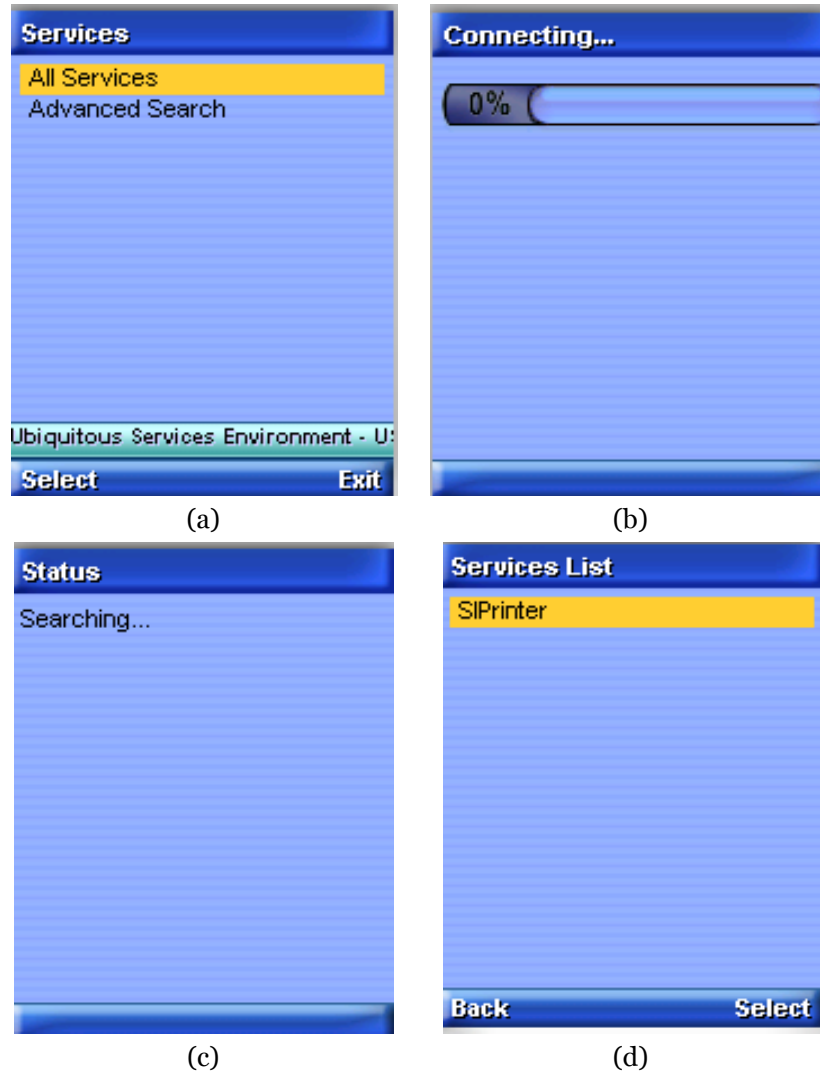 Services
All Services
Advanced Search
Ubiquitous Services Environment - US
Select Exit
(a)
Connecting...
0%
(b)
Status
Searching...
(c)
Services List
SIPrinter
Back Select
(d)